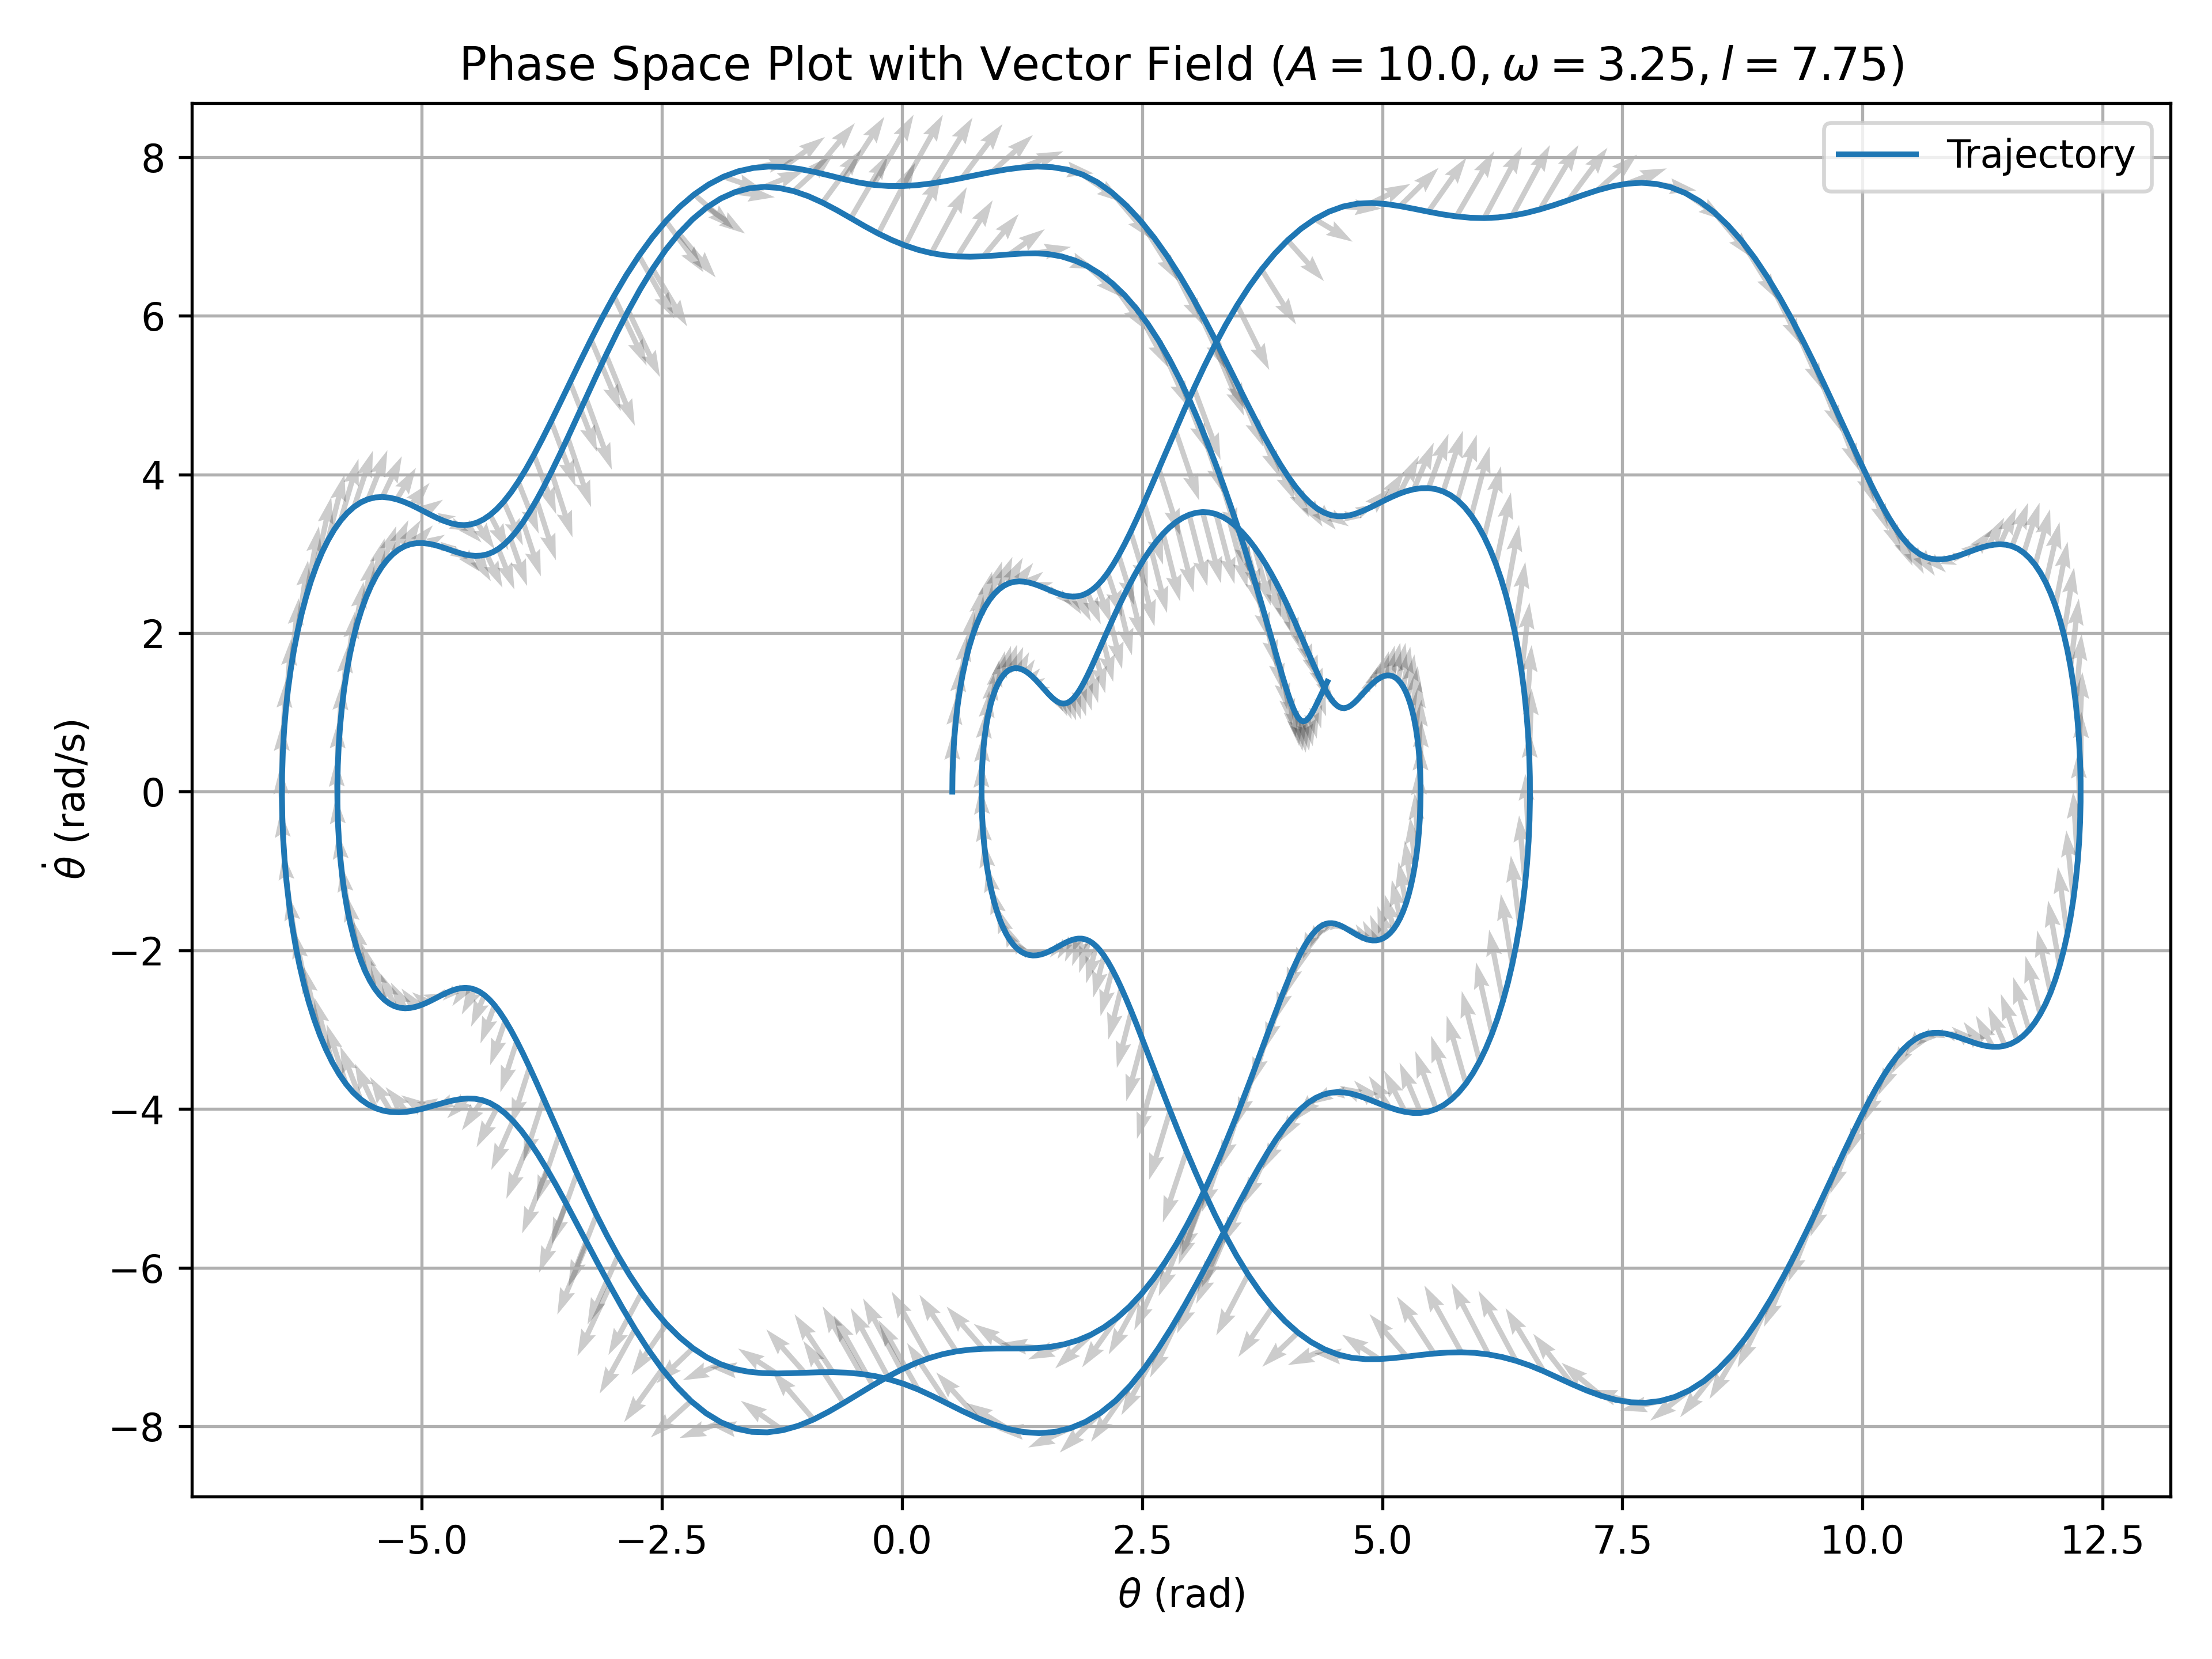 Phase Space Plot with Vector Field (A = 10.0, ω = 3.25, l = 7.75)
Trajectory
8
6
4
2
0
−2
−4
−6
−8
θ̇ (rad/s)
−5.0 −2.5 0.0 2.5 5.0 7.5 10.0 12.5
θ (rad)